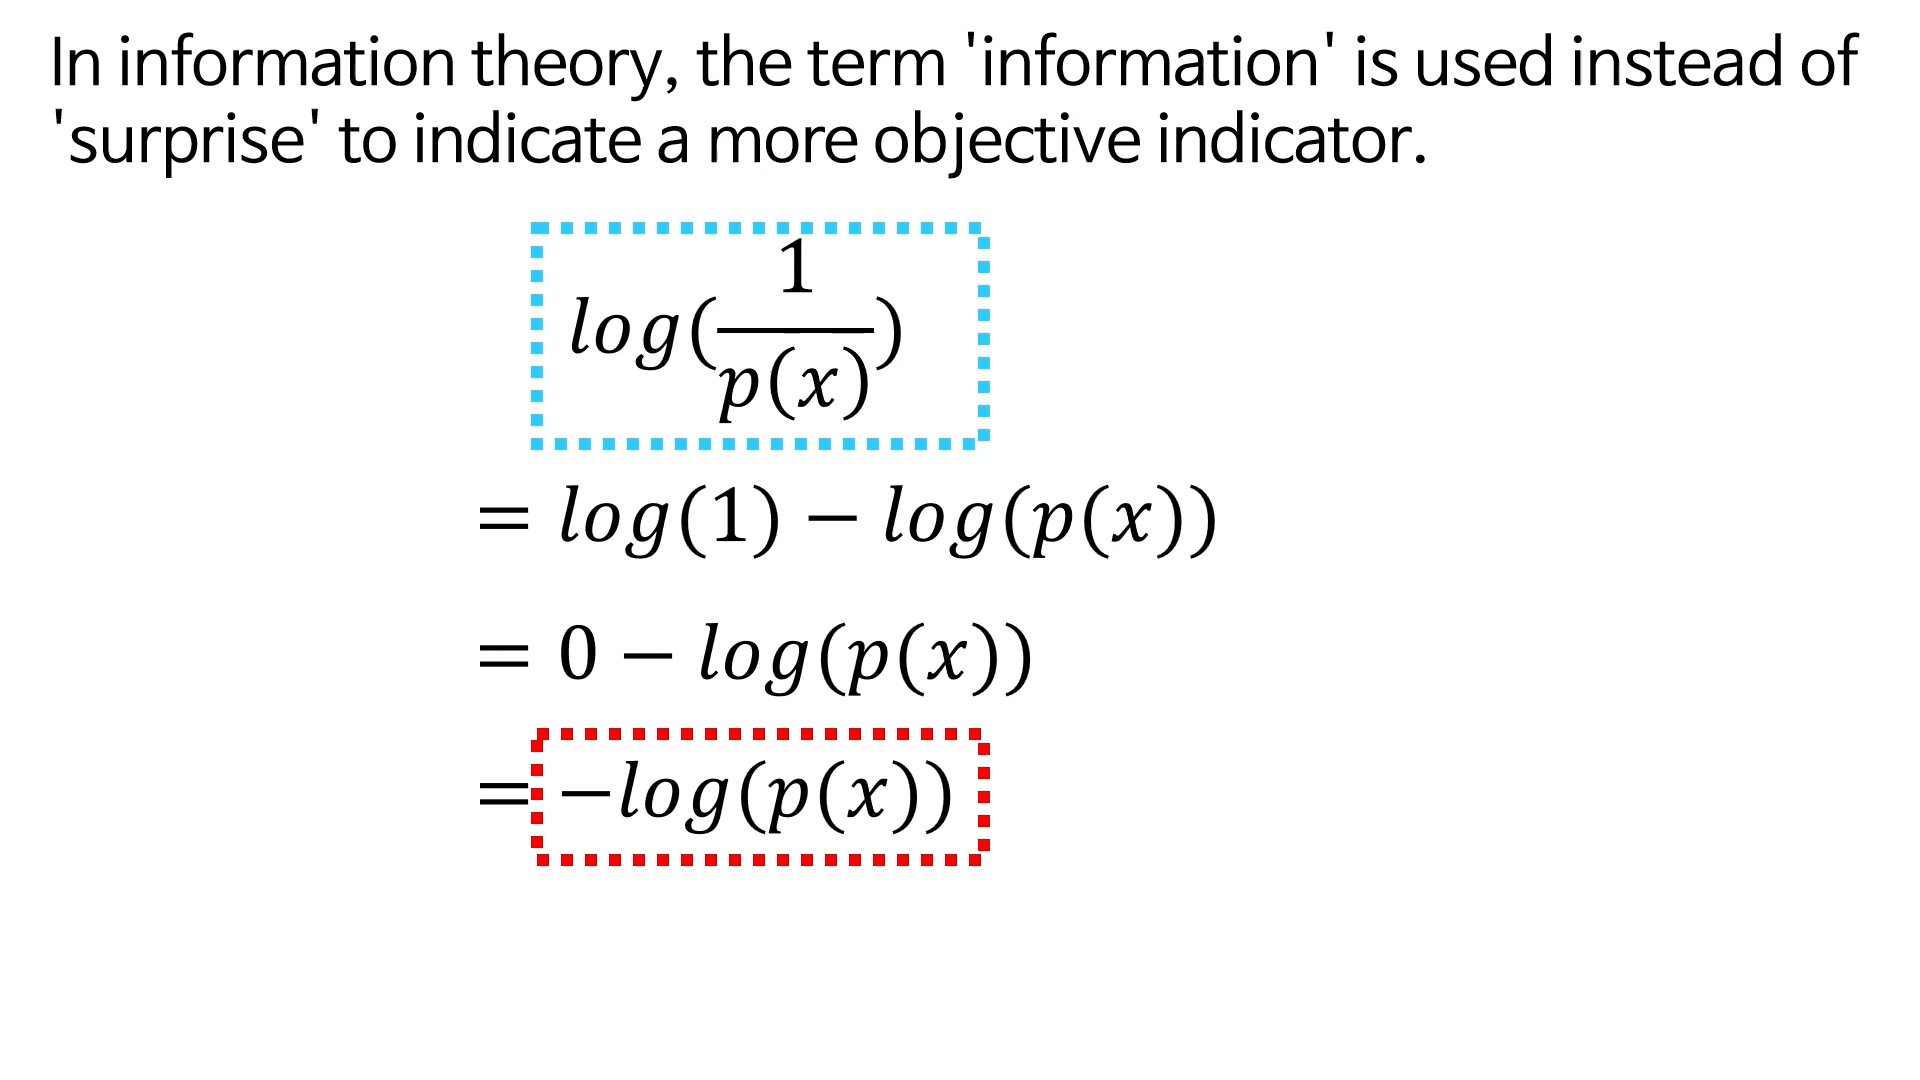 In information theory, the term 'information' is used instead of
'surprise' to indicate a more objective indicator.
log(1/p(x))
= log(1) − log(p(x))
= 0 − log(p(x))
= −log(p(x))